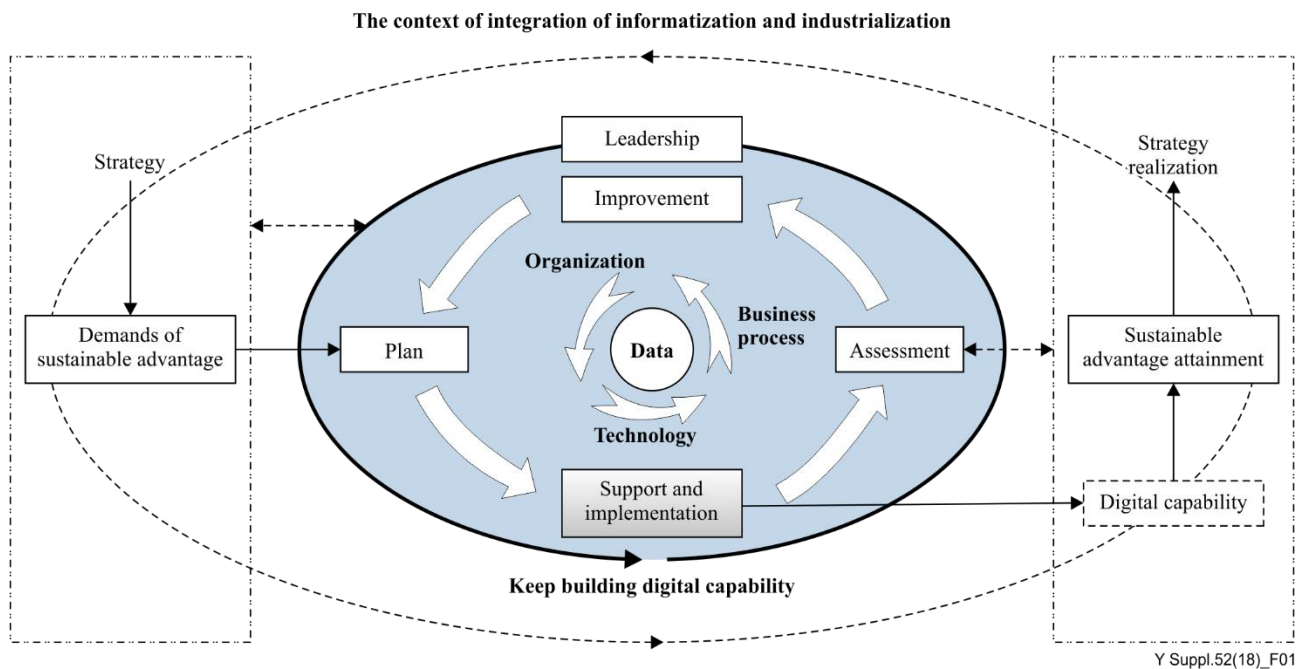 The context of integration of informatization and industrialization
Strategy
Demands of
sustainable advantage
Leadership
Improvement
Organization
Business
process
Data
Technology
Plan
Assessment
Support and
implementation
Keep building digital capability
Strategy
realization
Sustainable
advantage attainment
Digital capability
Y Suppl.52(18)_F01